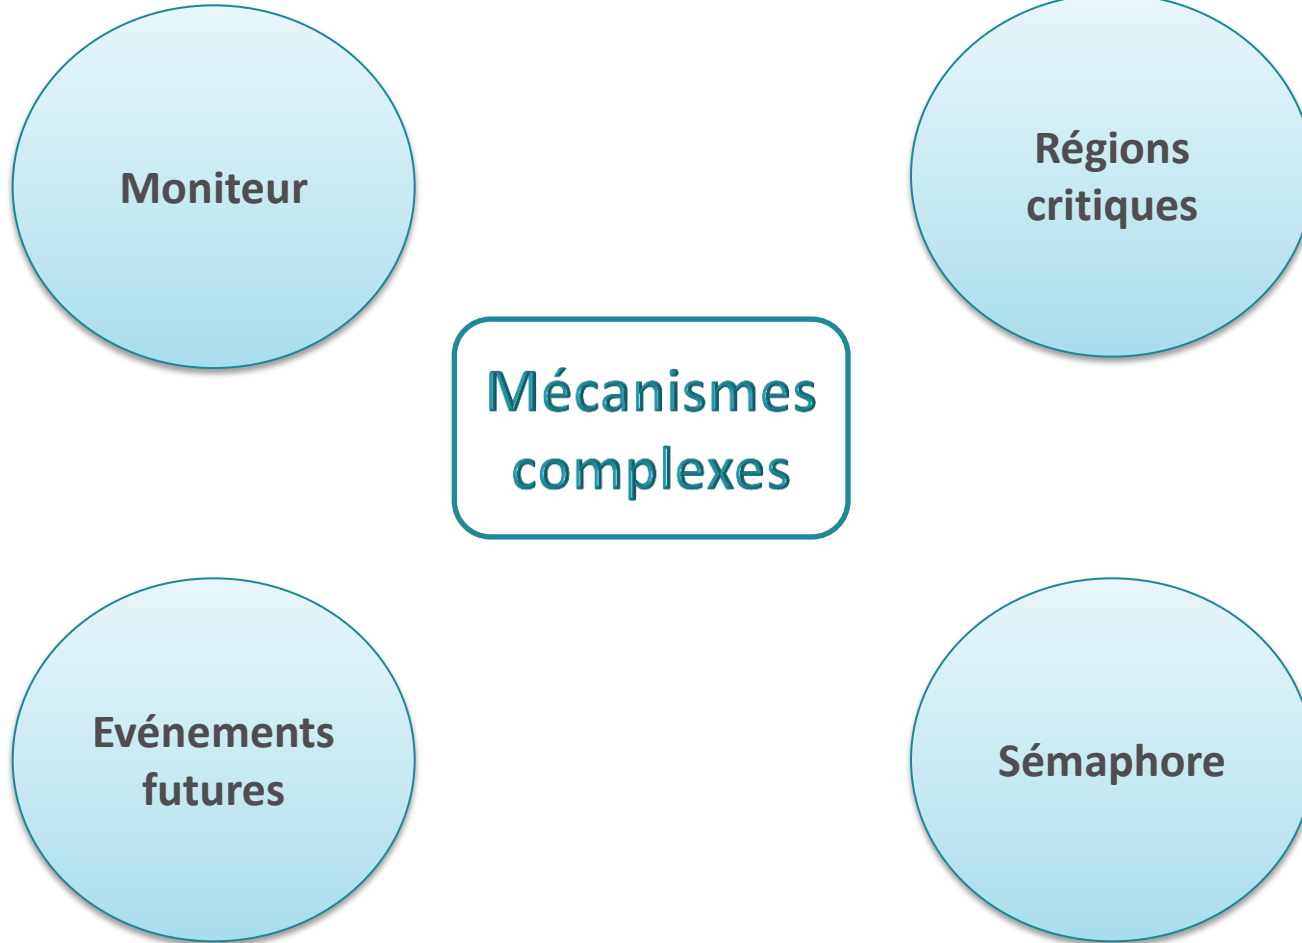 Moniteur
Régions
critiques
Mécanismes
complexes
Evénements
futures
Sémaphore